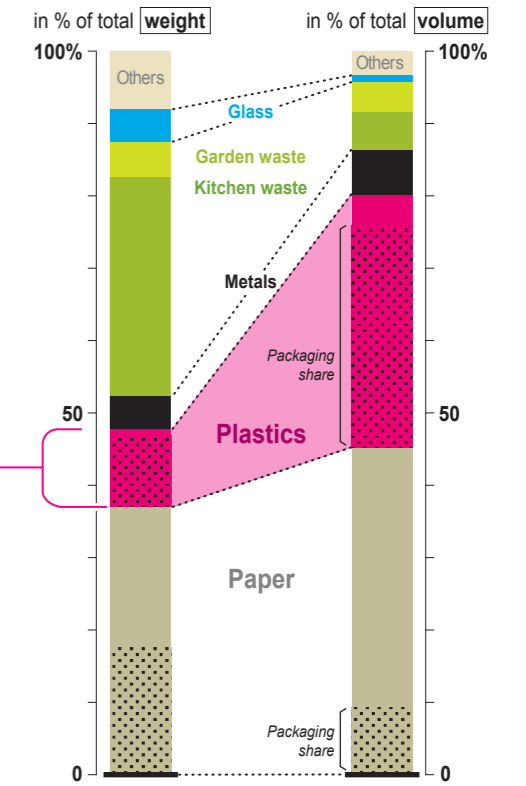 in % of total weight
in % of total volume
100%
100%
Others
Others
Glass
Garden waste
Kitchen waste
Metals
Packaging
share
50
50
Plastics
Paper
Packaging
share
0
0